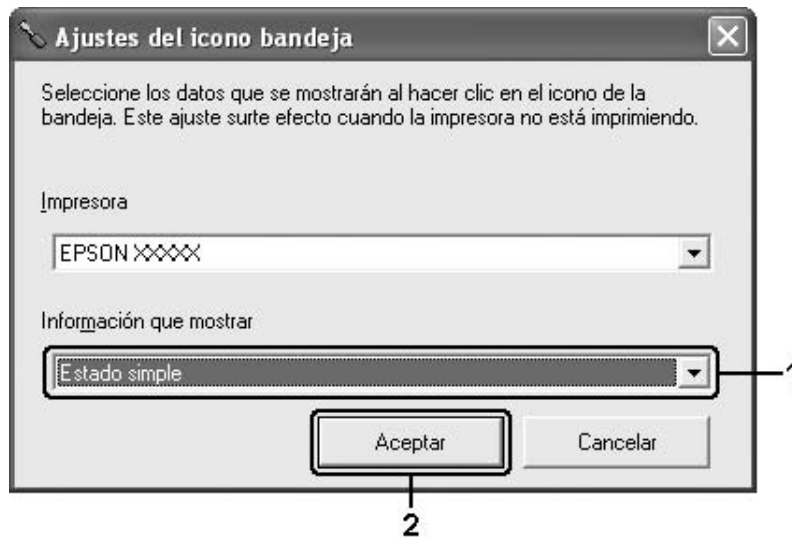 Ajustes del icono bandeja
Seleccione los datos que se mostrarán al hacer clic en el icono de la
bandeja. Este ajuste surte efecto cuando la impresora no está imprimiendo.
Impresora
EPSON XXXXX
Información que mostrar
Estado simple
1
Aceptar
Cancelar
2